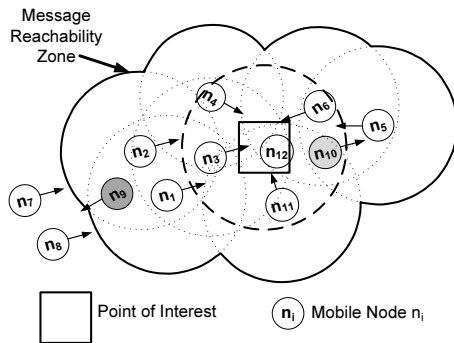 Message
Reachability
Zone
n4
n6
n5
n2
n3
n12
n10
n7
n9
n1
n11
n8
Point of Interest
ni Mobile Node ni